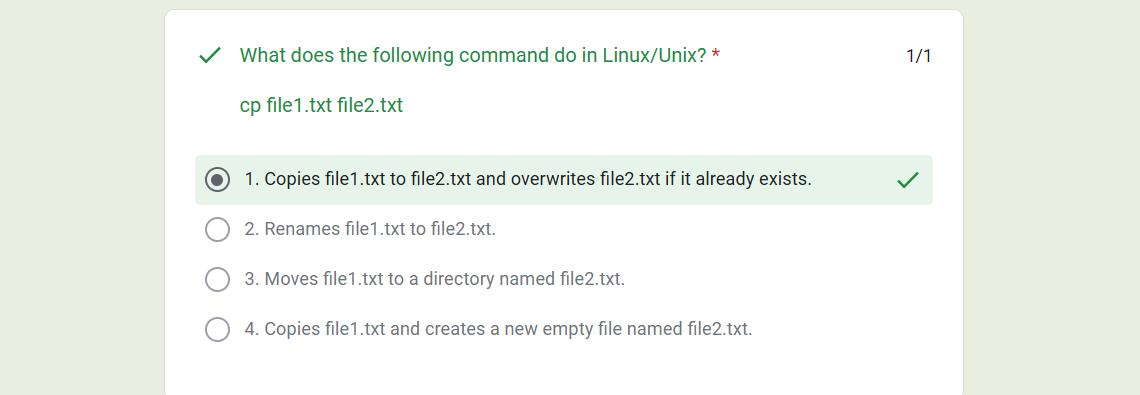 What does the following command do in Linux/Unix? *
1/1
cp file1.txt file2.txt
1. Copies file1.txt to file2.txt and overwrites file2.txt if it already exists.
2. Renames file1.txt to file2.txt.
3. Moves file1.txt to a directory named file2.txt.
4. Copies file1.txt and creates a new empty file named file2.txt.